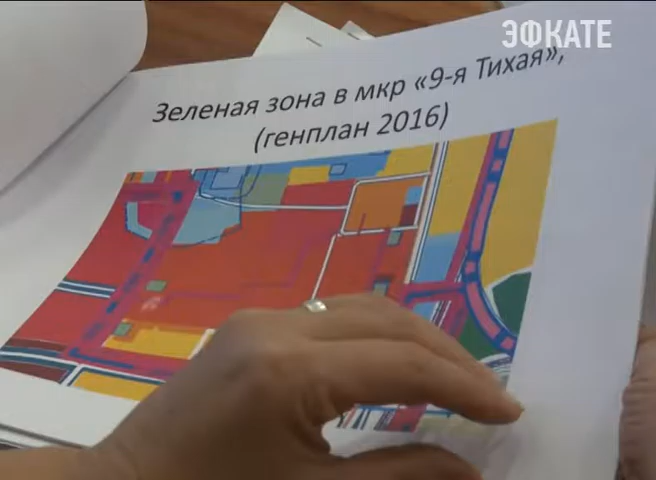 ЭФКАТЕ
Зеленая зона в мкр «9-я Тихая»,
(генплан 2016)